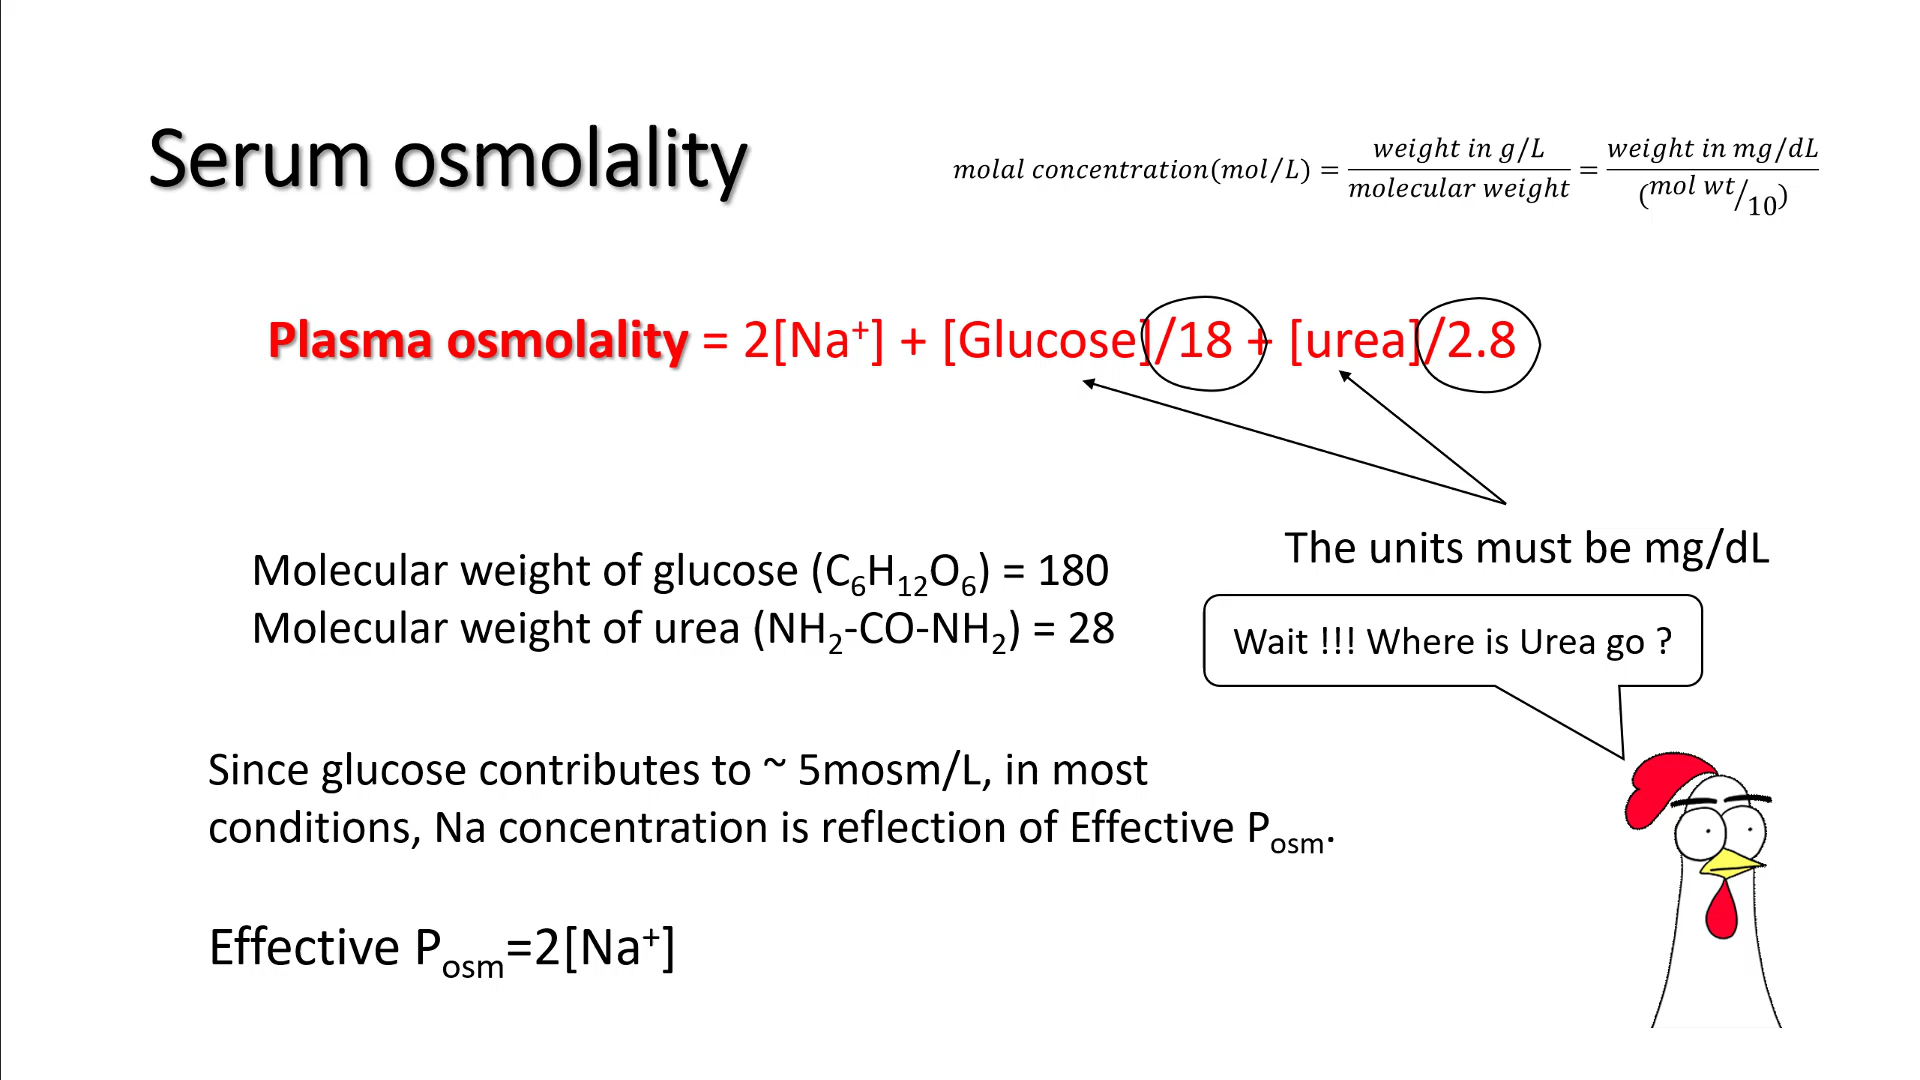 Serum osmolality
molal concentration(mol/L) = weight in g/L / molecular weight = weight in mg/dL / (mol wt/10)
Plasma osmolality = 2[Na⁺] + [Glucose]/18 + [urea]/2.8
The units must be mg/dL
Molecular weight of glucose (C₆H₁₂O₆) = 180
Molecular weight of urea (NH₂-CO-NH₂) = 28
Wait !!! Where is Urea go ?
Since glucose contributes to ~ 5mosm/L, in most
conditions, Na concentration is reflection of Effective Pₒₛₘ.
Effective Pₒₛₘ=2[Na⁺]